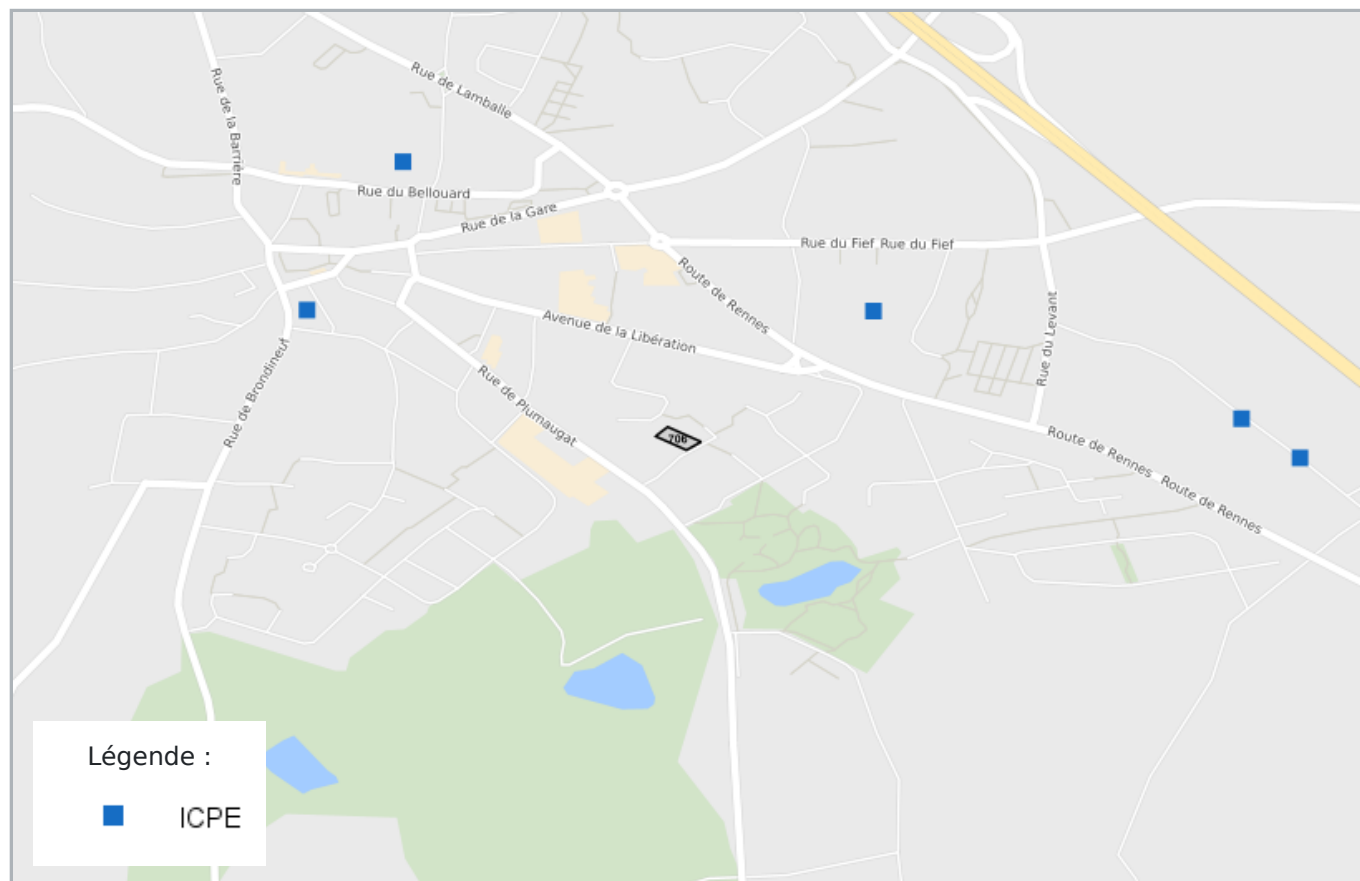 Rue de la Barrière
Rue de Lamballe
Rue du Bellouard
Rue de la Gare
Rue du Fief Rue du Fief
Route de Rennes
Avenue de la Libération
Rue du Levant
Rue de Brondineuf
Rue de Plumaugat
706
Route de Rennes Route de Rennes
Légende :
ICPE